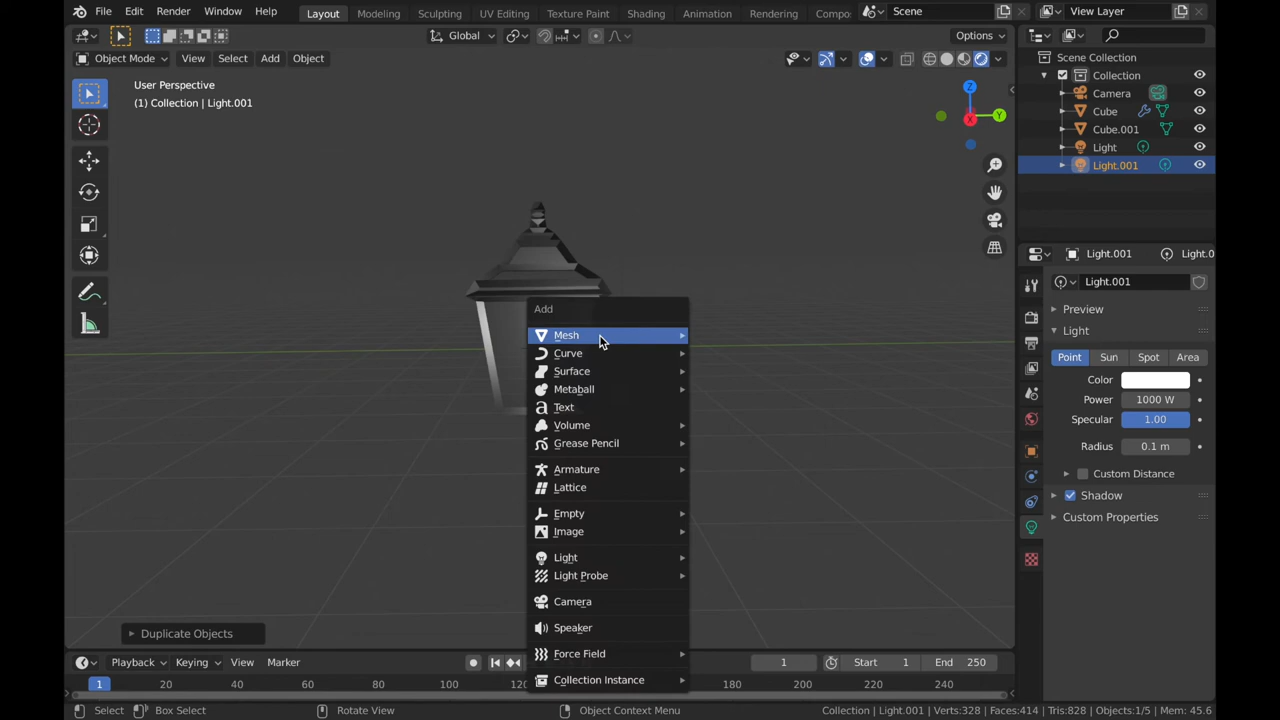 File Edit Render Window Help Layout Modeling Sculpting UV Editing Texture Paint Shading Animation Rendering Compo Scene View Layer
Global Options
Object Mode View Select Add Object
User Perspective
(1) Collection | Light.001
Z
Y
X
Scene Collection
Collection
Camera
Cube
Cube.001
Light
Light.001
Light.001 Light.0
Light.001
Preview
Light
Point Sun Spot Area
Color
Power 1000 W
Specular 1.00
Radius 0.1 m
Custom Distance
Shadow
Custom Properties
Add
Mesh
Curve
Surface
Metaball
Text
Volume
Grease Pencil
Armature
Lattice
Empty
Image
Light
Light Probe
Camera
Speaker
Force Field
Collection Instance
Duplicate Objects
Playback Keying View Marker 1 Start 1 End 250
1 20 40 60 80 100 120 180 200 220 240
Select Box Select Rotate View Object Context Menu Collection | Light.001 | Verts:328 | Faces:414 | Tris:828 | Objects:1/5 | Mem: 45.6